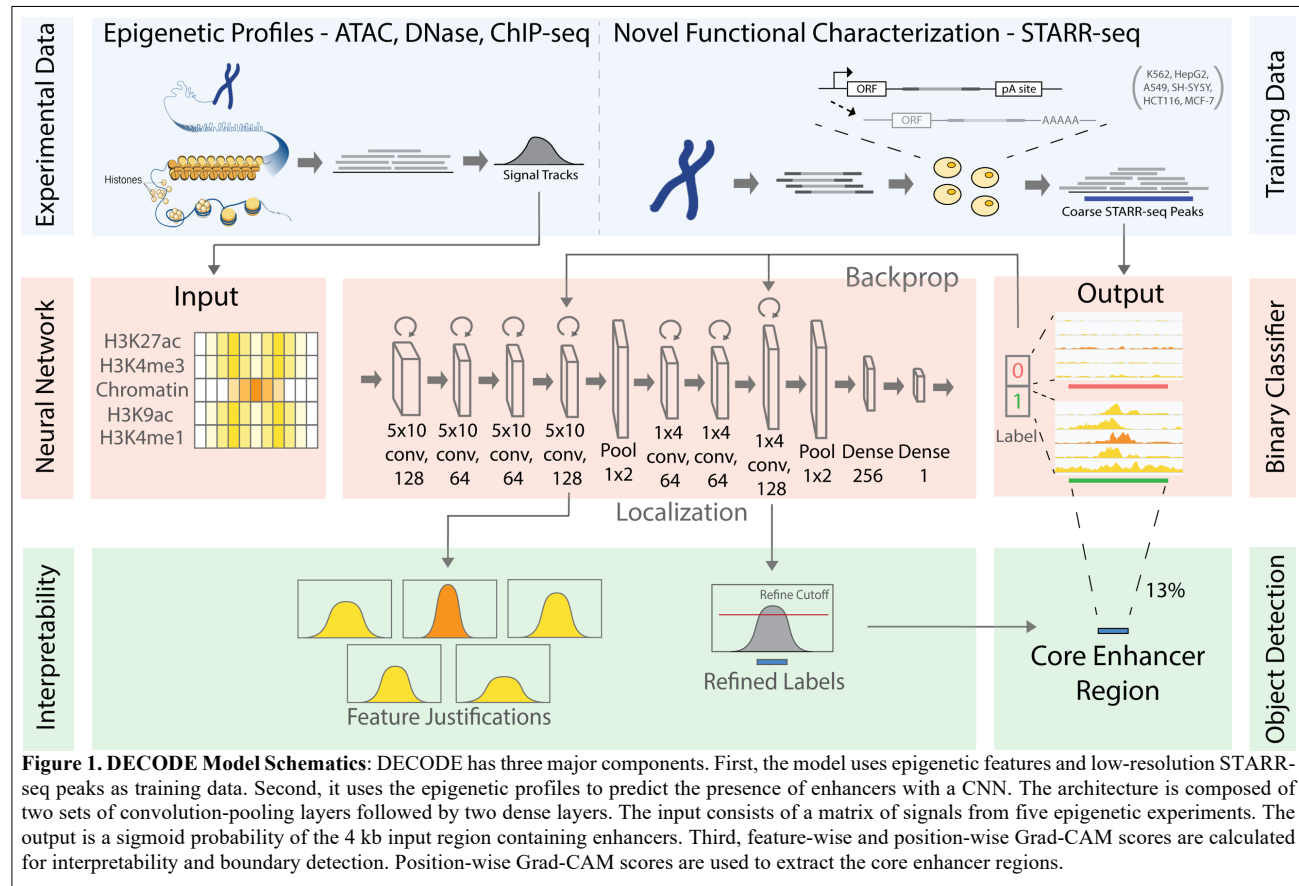 Experimental Data
Epigenetic Profiles - ATAC, DNase, ChIP-seq
Histones
Signal Tracks
Novel Functional Characterization - STARR-seq
ORF
pA site
ORF
AAAAA
K562, HepG2,
A549, SH-SY5Y,
HCT116, MCF-7
Coarse STARR-seq Peaks
Training Data
Neural Network
Input
H3K27ac
H3K4me3
Chromatin
H3K9ac
H3K4me1
Backprop
5x10
conv,
128
5x10
conv,
64
5x10
conv,
64
5x10
conv,
128
Pool
1x2
1x4
conv,
64
1x4
conv,
64
1x4
conv,
128
Pool
1x2
Dense
256
Dense
1
Localization
Output
0
1
Label
Binary Classifier
Interpretability
Feature Justifications
Refine Cutoff
Refined Labels
13%
Core Enhancer
Region
Object Detection
Figure 1. DECODE Model Schematics: DECODE has three major components. First, the model uses epigenetic features and low-resolution STARR-
seq peaks as training data. Second, it uses the epigenetic profiles to predict the presence of enhancers with a CNN. The architecture is composed of
two sets of convolution-pooling layers followed by two dense layers. The input consists of a matrix of signals from five epigenetic experiments. The
output is a sigmoid probability of the 4 kb input region containing enhancers. Third, feature-wise and position-wise Grad-CAM scores are calculated
for interpretability and boundary detection. Position-wise Grad-CAM scores are used to extract the core enhancer regions.